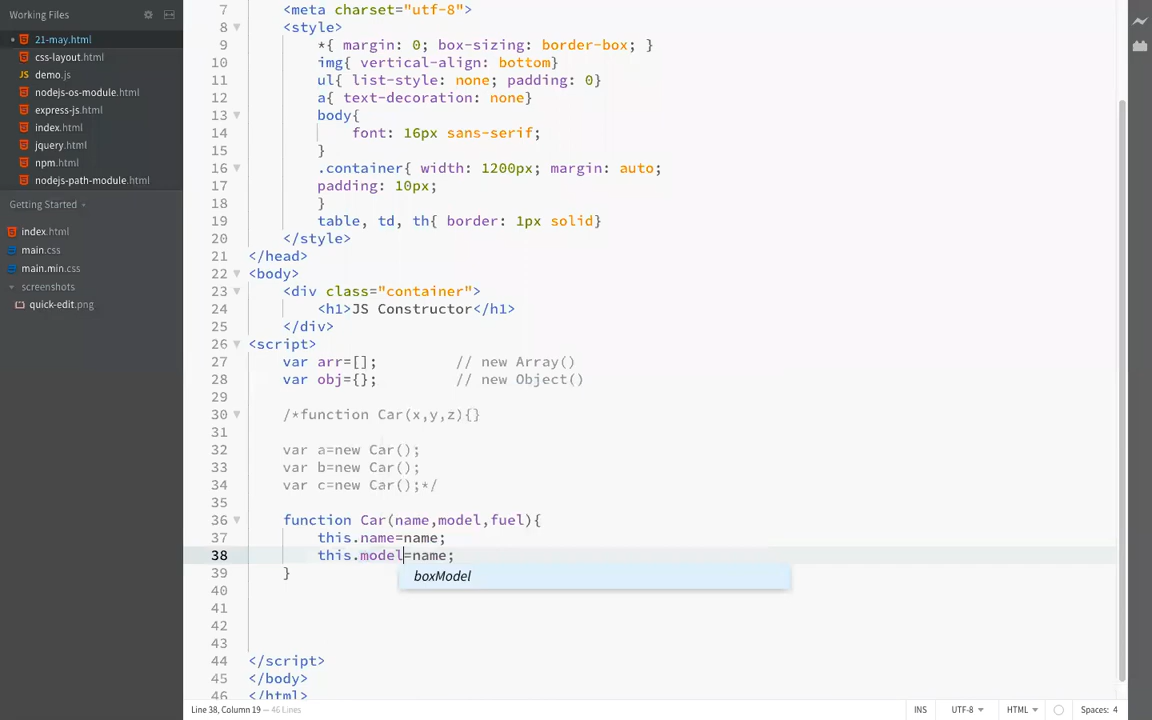 Working Files
21-may.html
css-layout.html
JS demo.js
nodejs-os-module.html
express-js.html
index.html
jquery.html
npm.html
nodejs-path-module.html
Getting Started
index.html
main.css
main.min.css
screenshots
quick-edit.png
7 <meta charset="utf-8">
8 <style>
9 *{ margin: 0; box-sizing: border-box; }
10 img{ vertical-align: bottom}
11 ul{ list-style: none; padding: 0}
12 a{ text-decoration: none}
13 body{
14 font: 16px sans-serif;
15 }
16 .container{ width: 1200px; margin: auto;
17 padding: 10px;
18 }
19 table, td, th{ border: 1px solid}
20 </style>
21 </head>
22 <body>
23 <div class="container">
24 <h1>JS Constructor</h1>
25 </div>
26 <script>
27 var arr=[]; // new Array()
28 var obj={}; // new Object()
29
30 /*function Car(x,y,z){}
31
32 var a=new Car();
33 var b=new Car();
34 var c=new Car();*/
35
36 function Car(name,model,fuel){
37 this.name=name;
38 this.model=name;
39 }
boxModel
40
41
42
43
44 </script>
45 </body>
46 </html>
Line 38, Column 19 — 46 Lines
INS
UTF-8
HTML
Spaces: 4